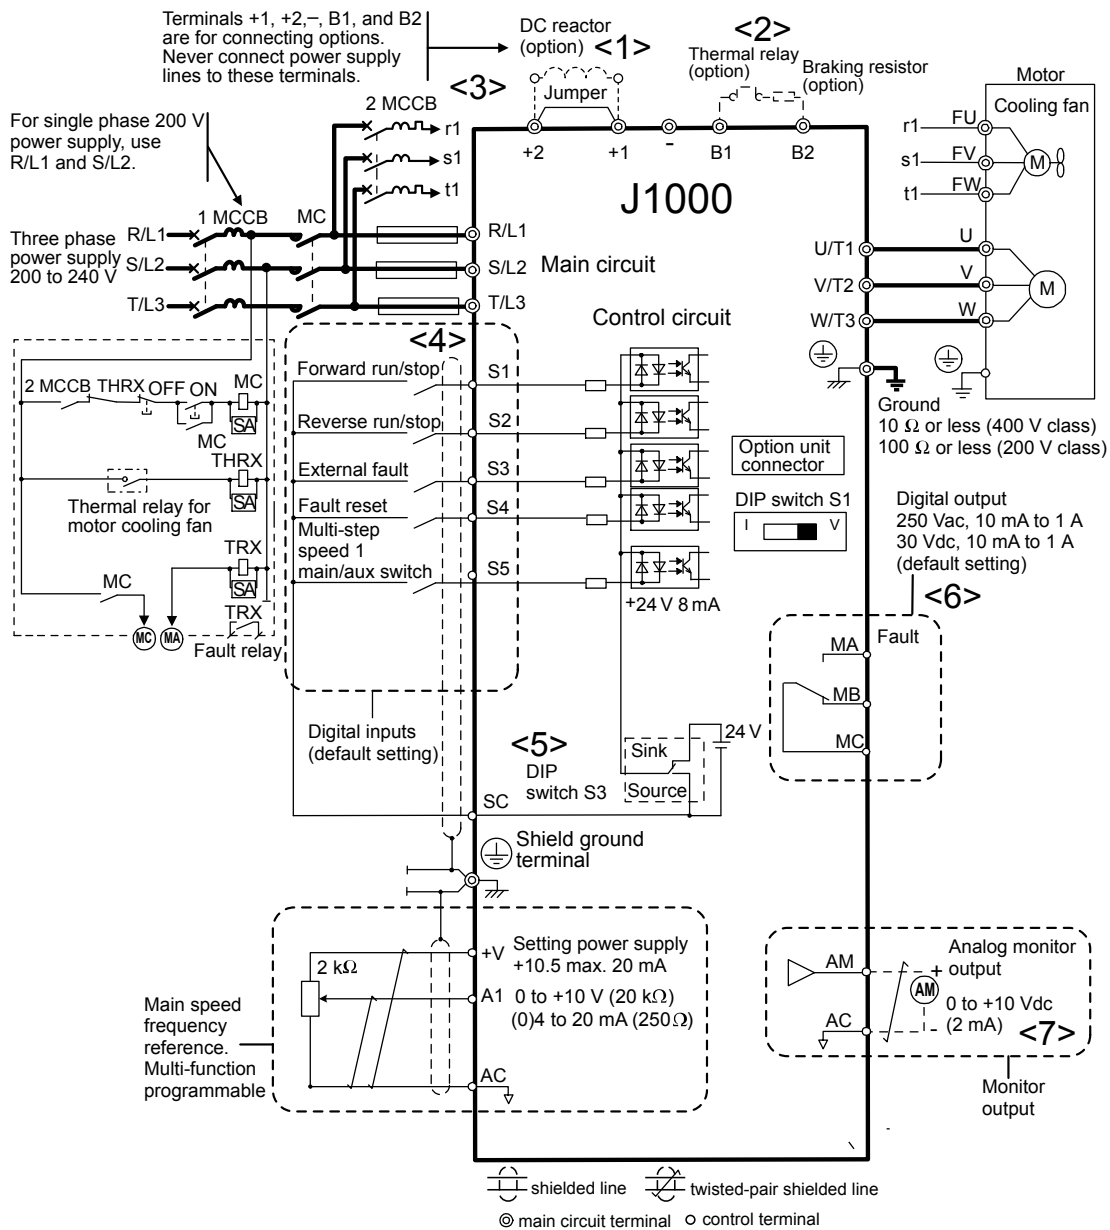 Terminals +1, +2,–, B1, and B2
are for connecting options.
Never connect power supply
lines to these terminals.
DC reactor
(option)
<1>
Jumper
<2>
Thermal relay
(option)
Braking resistor
(option)
+2
+1
-
B1
B2
<3>
2 MCCB
r1
s1
t1
For single phase 200 V
power supply, use
R/L1 and S/L2.
1 MCCB
MC
Three phase
power supply
200 to 240 V
R/L1
S/L2
T/L3
R/L1
S/L2
T/L3
J1000
Main circuit
Control circuit
Motor
Cooling fan
r1
FU
s1
FV
t1
FW
M
U/T1
U
V/T2
V
W/T3
W
M
Ground
10 Ω or less (400 V class)
100 Ω or less (200 V class)
2 MCCB
THRX
OFF
ON
MC
SA
MC
THRX
SA
Thermal relay for
motor cooling fan
TRX
SA
MC
TRX
MC
MA
Fault relay
<4>
Forward run/stop
S1
Reverse run/stop
S2
External fault
S3
Fault reset
S4
Multi-step
speed 1
main/aux switch
S5
Digital inputs
(default setting)
+24 V 8 mA
Option unit
connector
DIP switch S1
I
V
Digital output
250 Vac, 10 mA to 1 A
30 Vdc, 10 mA to 1 A
(default setting)
<6>
MA
Fault
MB
MC
<5>
DIP
switch S3
Sink
Source
24 V
SC
Shield ground
terminal
Main speed
frequency
reference.
Multi-function
programmable
2 kΩ
+V
Setting power supply
+10.5 max. 20 mA
A1
0 to +10 V (20 kΩ)
(0)4 to 20 mA (250Ω)
AC
AM
+
Analog monitor
output
AM
0 to +10 Vdc
(2 mA)
AC
-
<7>
Monitor
output
shielded line
twisted-pair shielded line
main circuit terminal
control terminal